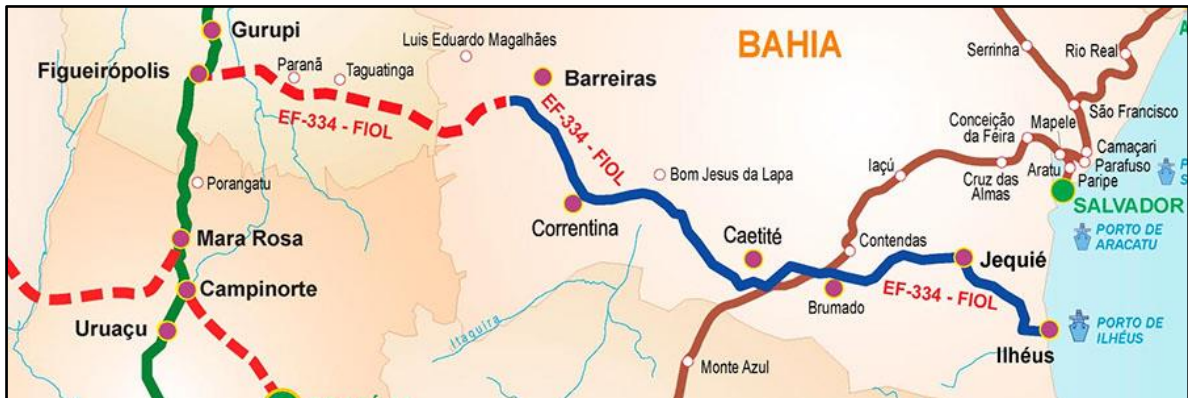 Gurupi
Luis Eduardo Magalhães
BAHIA
Serrinha
Rio Real
Figueirópolis
Paranã
Taguatinga
Barreiras
EF-334 - FIOL
EF-334 - FIOL
São Francisco
Conceição
da Feira
Mapele
Camaçari
Parafuso
Aratu
Paripe
Iaçú
Cruz das
Almas
Porangatu
Bom Jesus da Lapa
SALVADOR
Correntina
Mara Rosa
Caetité
Contendas
PORTO DE
ARACATU
Jequié
Campinorte
EF-334 - FIOL
Brumado
Uruaçu
Itaquira
PORTO DE
ILHÉUS
Ilhéus
Monte Azul